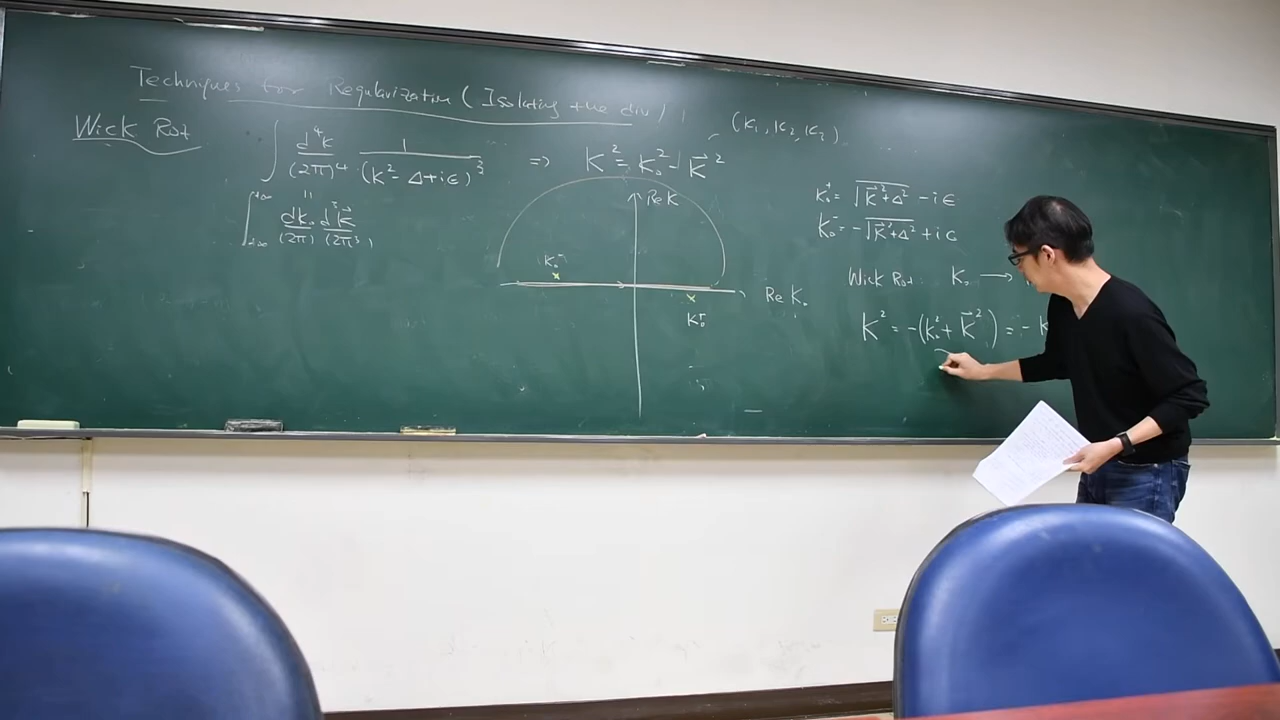 Techniques for Regularization (Isolating the div)
Wick Rot
∫ d⁴k/(2π)⁴ 1/(k² - Δ + iε)³ ⇒ K² = k₀² - k⃗² (k₁, k₂, k₃)
||
∫ dk₀/(2π) d³k⃗/(2π)³
Re K
k₀⁻
Re K₀
k₀⁺
k₀⁺ = √(k⃗² + Δ²) - iε
k₀⁻ = -√(k⃗² + Δ²) + iε
Wick Rot: K₀ →
K² = -(k₀² + k⃗²) = - K